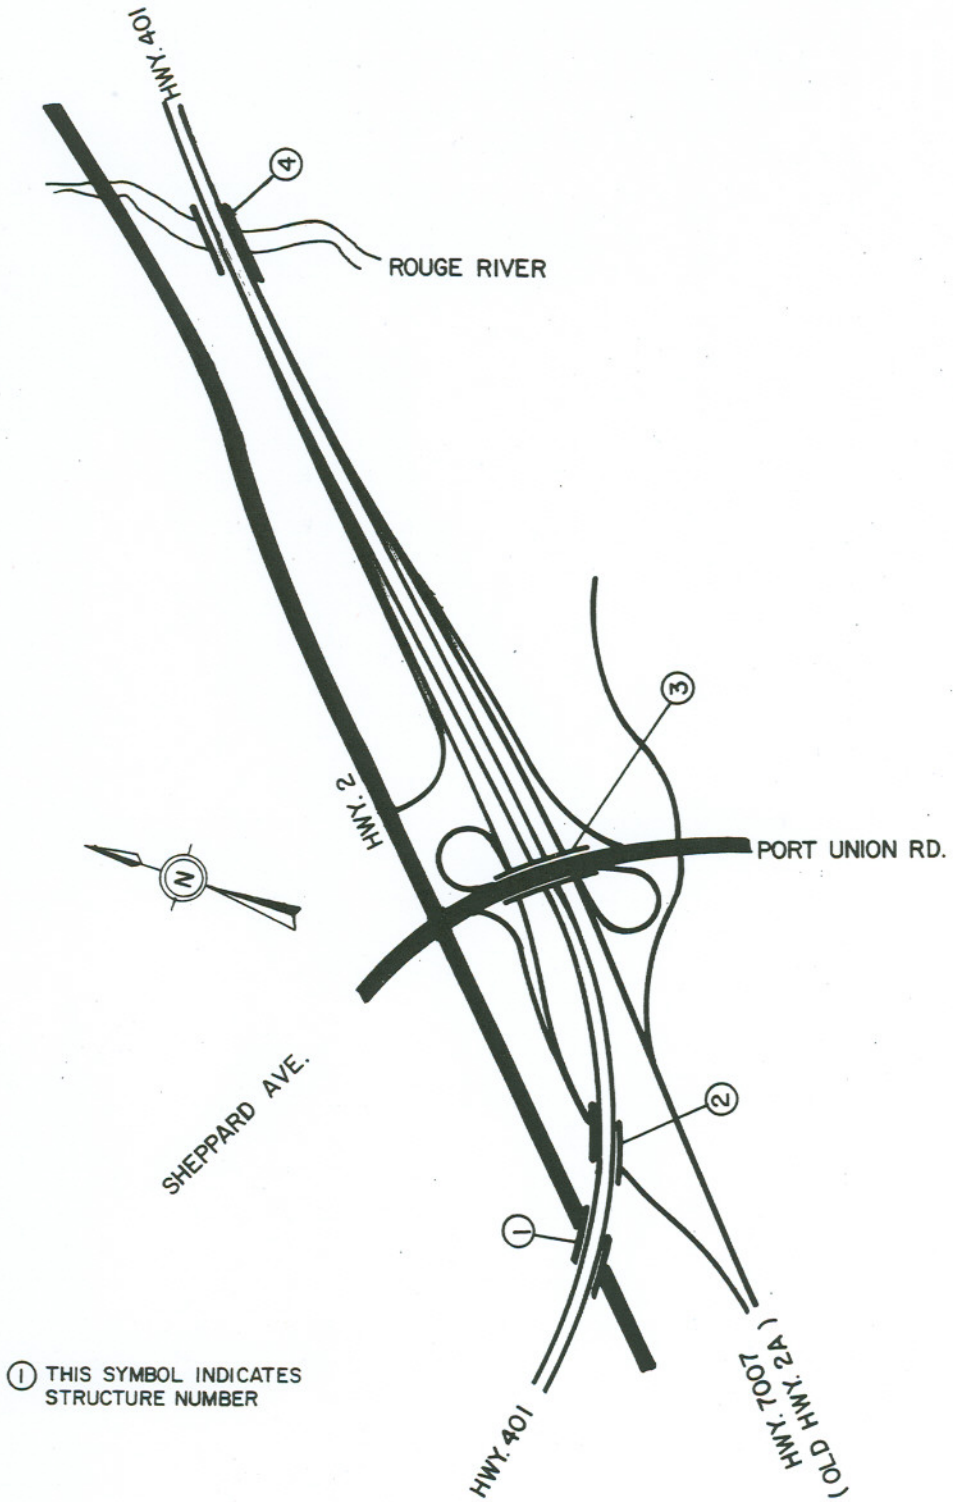 HWY. 401
4
ROUGE RIVER
3
HWY. 2
N
PORT UNION RD.
SHEPPARD AVE.
2
1
1 THIS SYMBOL INDICATES
STRUCTURE NUMBER
HWY. 401
HWY. 7007
(OLD HWY. 2A)